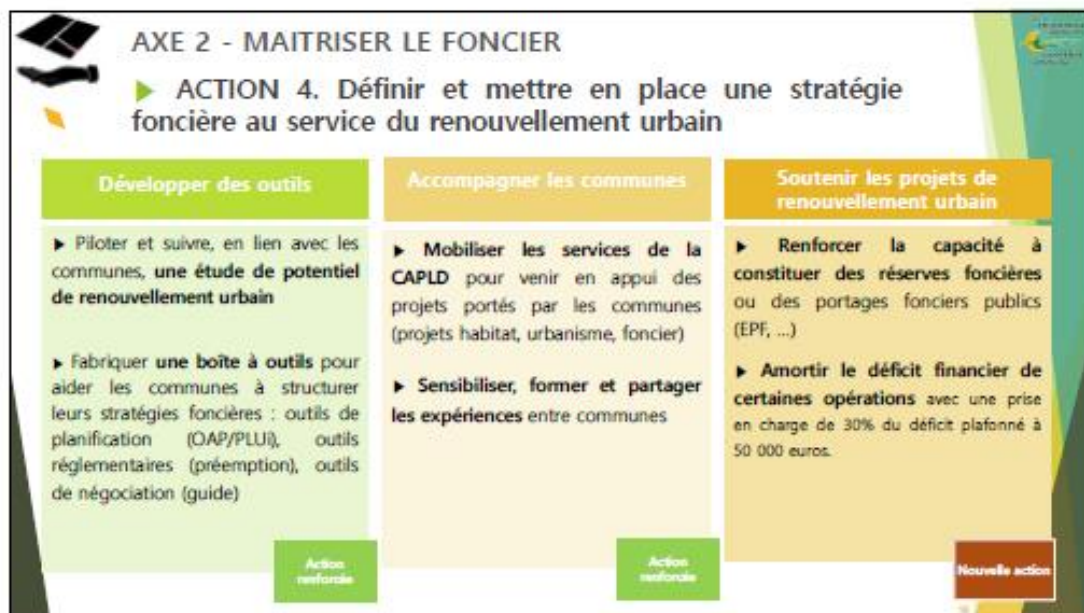 AXE 2 - MAITRISER LE FONCIER
▶ ACTION 4. Définir et mettre en place une stratégie
foncière au service du renouvellement urbain
Développer des outils
▶ Piloter et suivre, en lien avec les
communes, une étude de potentiel
de renouvellement urbain
▶ Fabriquer une boîte à outils pour
aider les communes à structurer
leurs stratégies foncières : outils de
planification (OAP/PLUi), outils
réglementaires (préemption), outils
de négociation (guide)
Action
renforcée
Accompagner les communes
▶ Mobiliser les services de la
CAPLD pour venir en appui des
projets portés par les communes
(projets habitat, urbanisme, foncier)
▶ Sensibiliser, former et partager
les expériences entre communes
Action
renforcée
Soutenir les projets de
renouvellement urbain
▶ Renforcer la capacité à
constituer des réserves foncières
ou des portages fonciers publics
(EPF, ...)
▶ Amortir le déficit financier de
certaines opérations avec une prise
en charge de 30% du déficit plafonné à
50 000 euros.
Nouvelle action